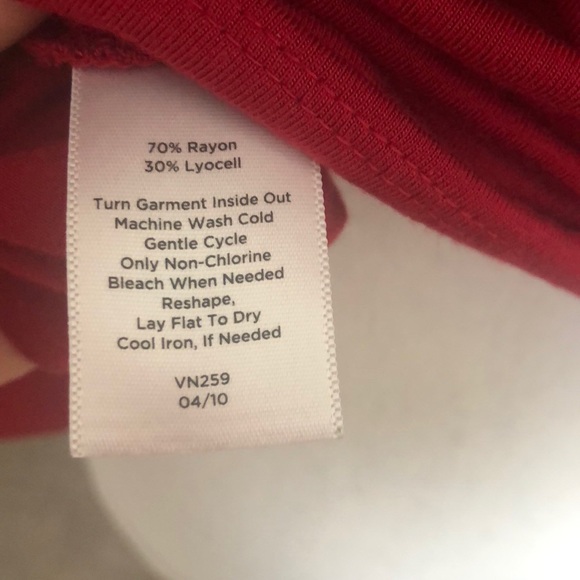 70% Rayon
30% Lyocell
Turn Garment Inside Out
Machine Wash Cold
Gentle Cycle
Only Non-Chlorine
Bleach When Needed
Reshape,
Lay Flat To Dry
Cool Iron, If Needed
VN259
04/10